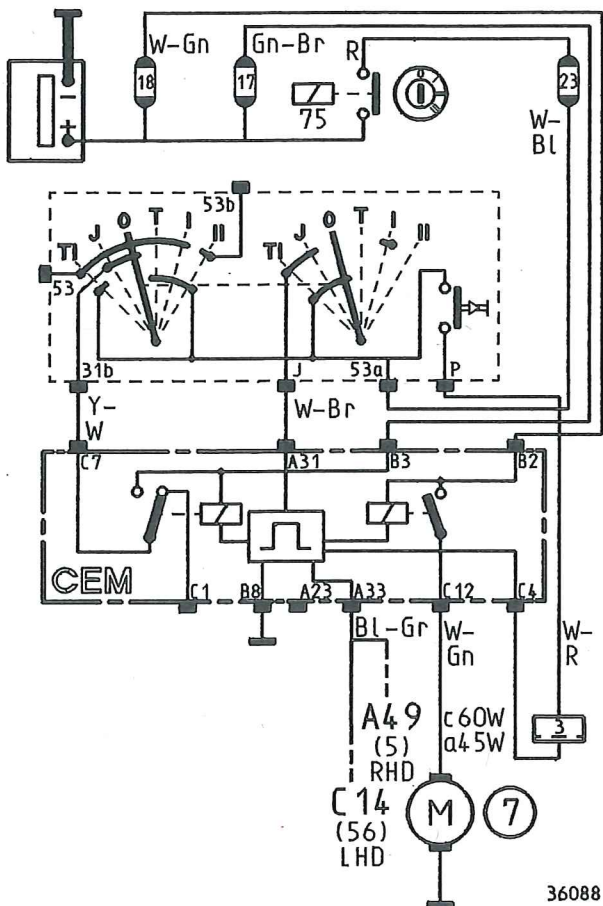 W-Gn
Gn-Br
R
18
17
23
75
W-
Bl
−
+
53b
TI
J
O
T
I
II
TI
J
O
T
I
II
53
31b
J
53a
P
Y-
W
W-Br
C7
A31
B3
B2
CEM
C1
B8
A23
A33
C12
C4
Bl-Gr
W-
Gn
W-
R
A49
(5)
RHD
c60W
a45W
3
C14
(56)
LHD
M
7
36088